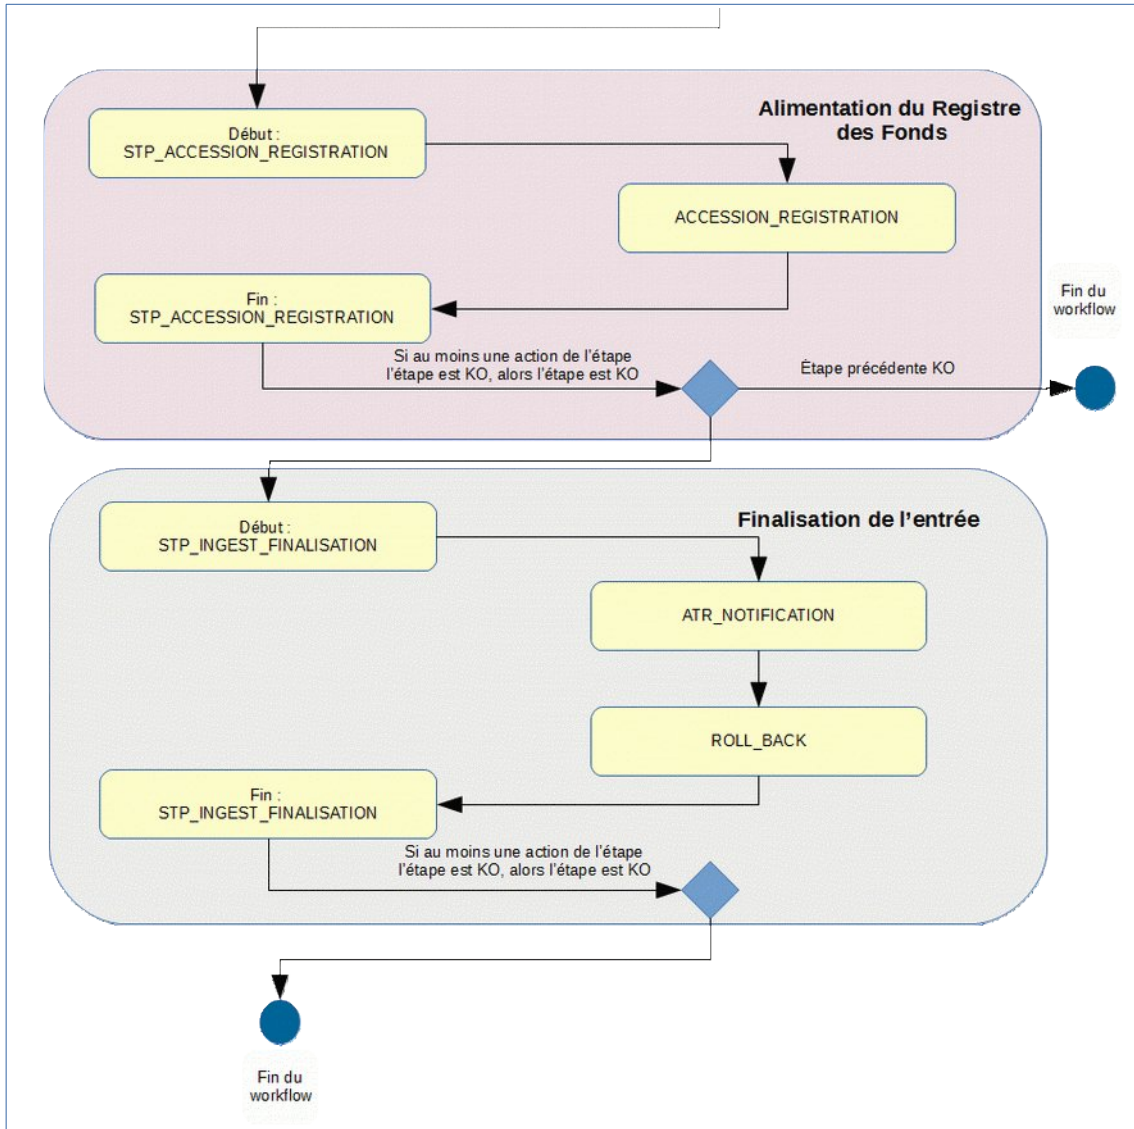 Alimentation du Registre
des Fonds
Début :
STP_ACCESSION_REGISTRATION
ACCESSION_REGISTRATION
Fin :
STP_ACCESSION_REGISTRATION
Fin du
workflow
Si au moins une action de l'étape
l'étape est KO, alors l'étape est KO
Étape précédente KO
Finalisation de l'entrée
Début :
STP_INGEST_FINALISATION
ATR_NOTIFICATION
ROLL_BACK
Fin :
STP_INGEST_FINALISATION
Si au moins une action de l'étape
l'étape est KO, alors l'étape est KO
Fin du
workflow